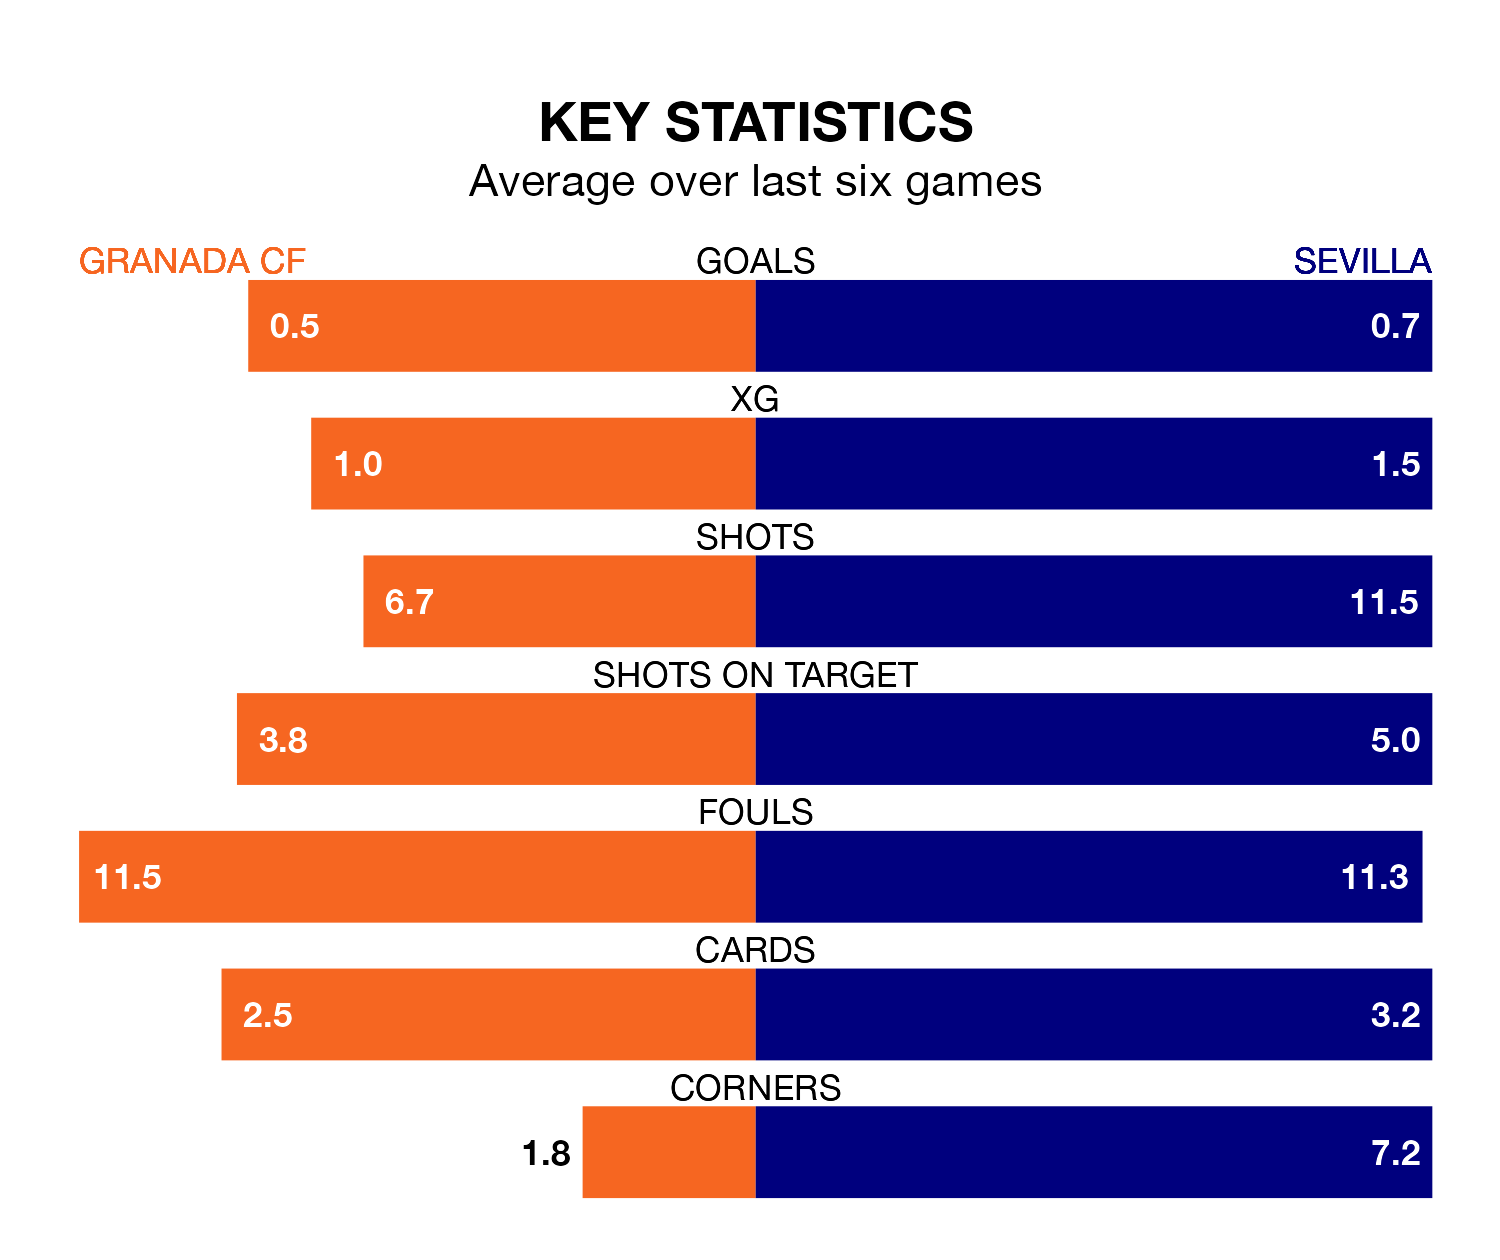 KEY STATISTICS
Average over last six games
GRANADA CF GOALS SEVILLA
0.5 0.7
XG
1.0 1.5
SHOTS
6.7 11.5
SHOTS ON TARGET
3.8 5.0
FOULS
11.5 11.3
CARDS
2.5 3.2
CORNERS
1.8 7.2